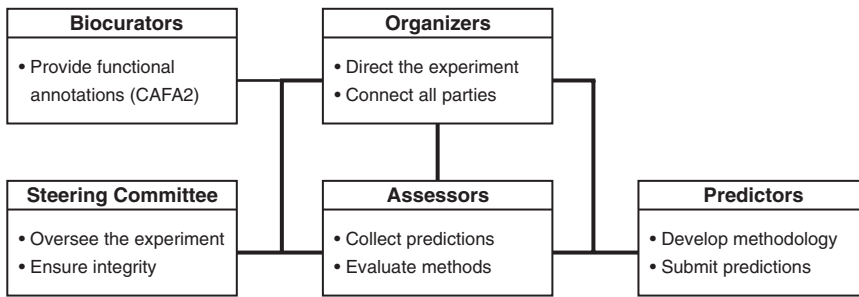 Biocurators
• Provide functional
annotations (CAFA2)
Organizers
• Direct the experiment
• Connect all parties
Steering Committee
• Oversee the experiment
• Ensure integrity
Assessors
• Collect predictions
• Evaluate methods
Predictors
• Develop methodology
• Submit predictions